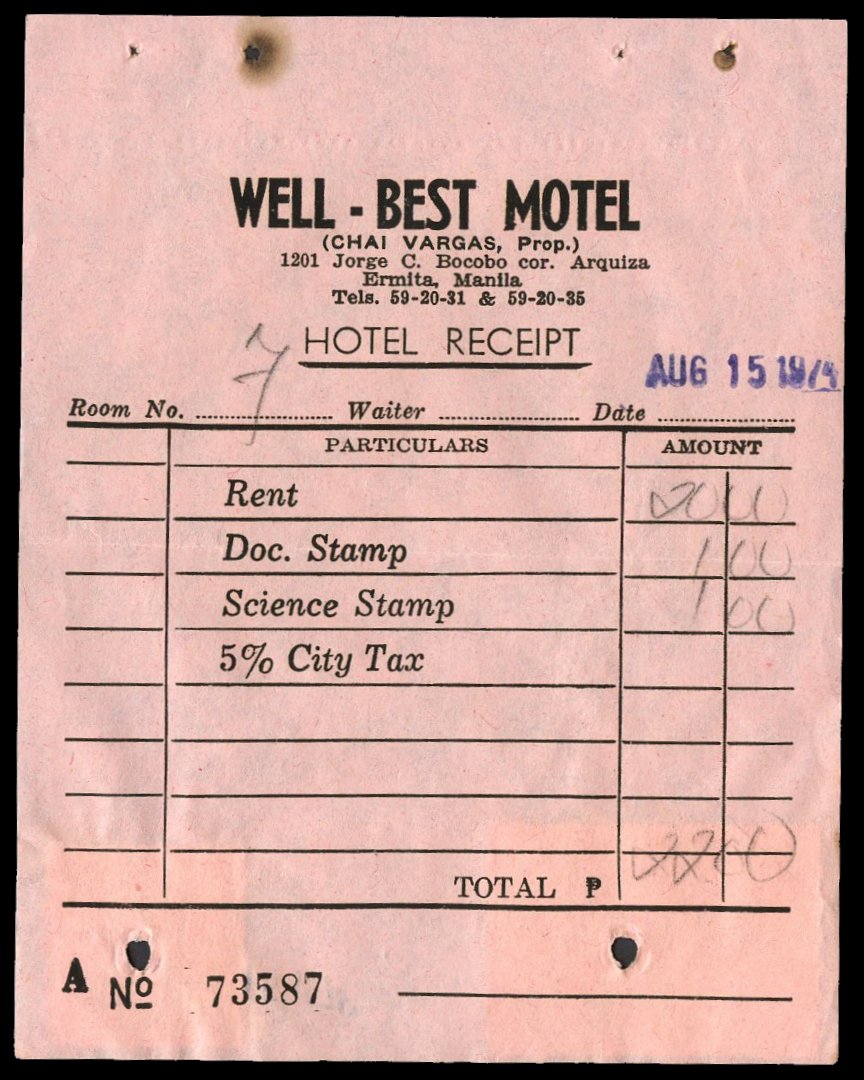 WELL - BEST MOTEL
(CHAI VARGAS, Prop.)
1201 Jorge C. Bocobo cor. Arquiza
Ermita, Manila
Tels. 59-20-31 & 59-20-35
HOTEL RECEIPT
AUG 15 1974
Room No. 7 Waiter Date
PARTICULARS AMOUNT
Rent 20 00
Doc. Stamp 1 00
Science Stamp 1 00
5% City Tax
TOTAL ₱ 22 00
A No 73587